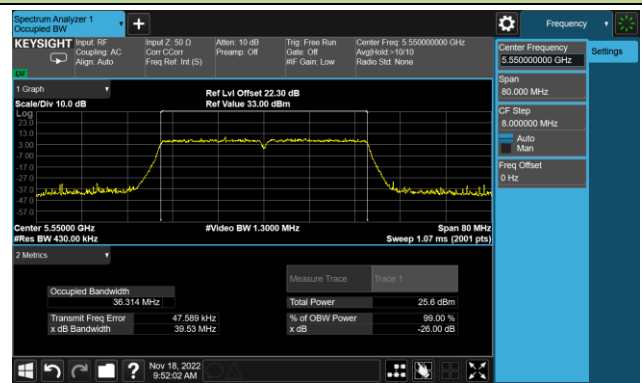 Spectrum Analyzer 1
Occupied BW
+
Frequency
KEYSIGHT
Input: RF
Coupling: AC
Align: Auto
Input Z: 50 Ω
Corr CCorr
Freq Ref: Int (S)
Atten: 10 dB
Preamp: Off
Trig: Free Run
Gate: Off
#IF Gain: Low
Center Freq: 5.550000000 GHz
Avg|Hold:>10/10
Radio Std: None
Center Frequency
5.550000000 GHz
Settings
Span
80.000 MHz
CF Step
8.000000 MHz
Auto
Man
Freq Offset
0 Hz
1 Graph
Scale/Div 10.0 dB
Ref Lvl Offset 22.30 dB
Ref Value 33.00 dBm
Log
23.0
13.0
3.00
-7.00
-17.0
-27.0
-37.0
-47.0
-57.0
Center 5.55000 GHz
#Res BW 430.00 kHz
#Video BW 1.3000 MHz
Span 80 MHz
Sweep 1.07 ms (2001 pts)
2 Metrics
Measure Trace
Trace 1
Occupied Bandwidth
36.314 MHz
Total Power
25.6 dBm
Transmit Freq Error
47.589 kHz
% of OBW Power
99.00 %
x dB Bandwidth
39.53 MHz
x dB
-26.00 dB
?
Nov 18, 2022
9:52:02 AM